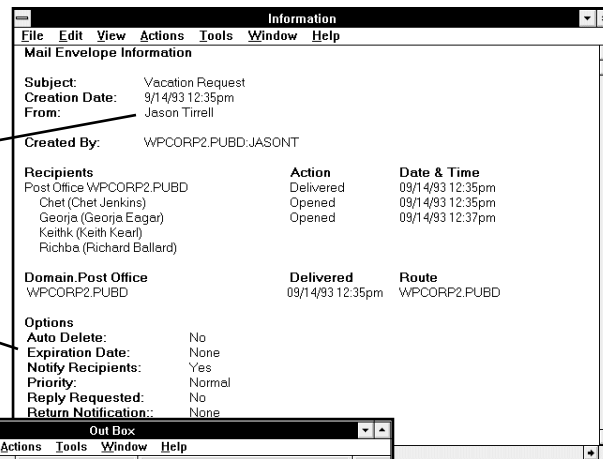 Information
File Edit View Actions Tools Window Help
Mail Envelope Information
Subject: Vacation Request
Creation Date: 9/14/93 12:35pm
From: Jason Tirrell
Created By: WPCORP2.PUBD:JASONT
Recipients Action Date & Time
Post Office WPCORP2.PUBD Delivered 09/14/93 12:35pm
Chet (Chet Jenkins) Opened 09/14/93 12:35pm
Georja (Georja Eagar) Opened 09/14/93 12:37pm
Keithk (Keith Kearl)
Richba (Richard Ballard)
Domain.Post Office Delivered Route
WPCORP2.PUBD 09/14/93 12:35pm WPCORP2.PUBD
Options
Auto Delete: No
Expiration Date: None
Notify Recipients: Yes
Priority: Normal
Reply Requested: No
Return Notification:: None
Out Box
Actions Tools Window Help